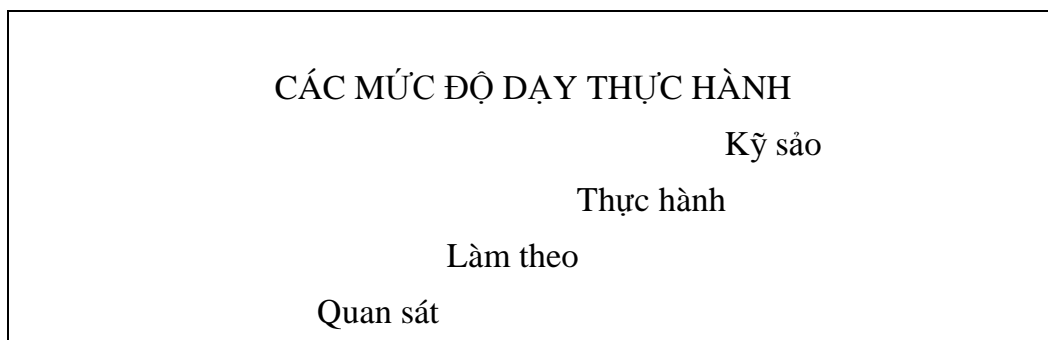 CÁC MỨC ĐỘ DẠY THỰC HÀNH
Kỹ sảo
Thực hành
Làm theo
Quan sát